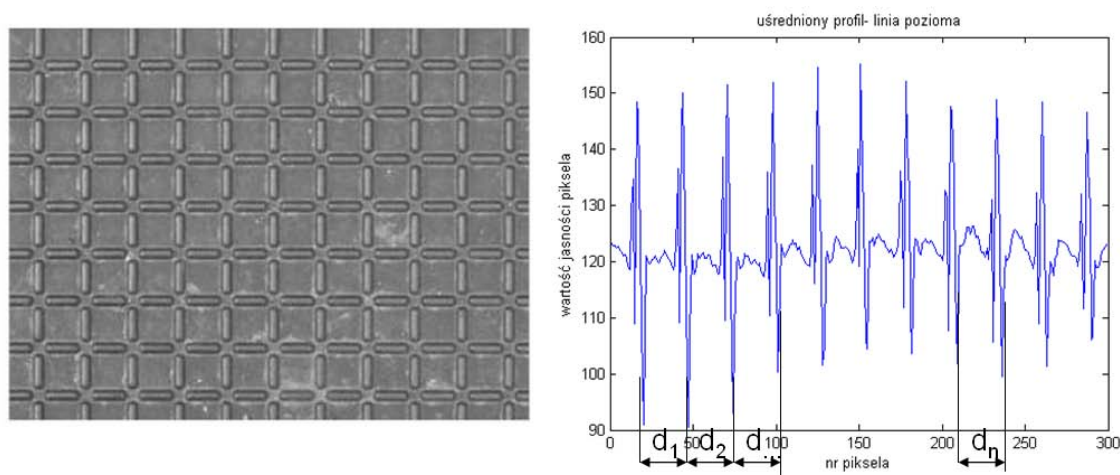 uśredniony profil- linia pozioma
160
150
140
130
120
110
100
90
wartość jasności piksela
0
50
100
150
200
250
300
d1
d2
d...
dn
nr piksela